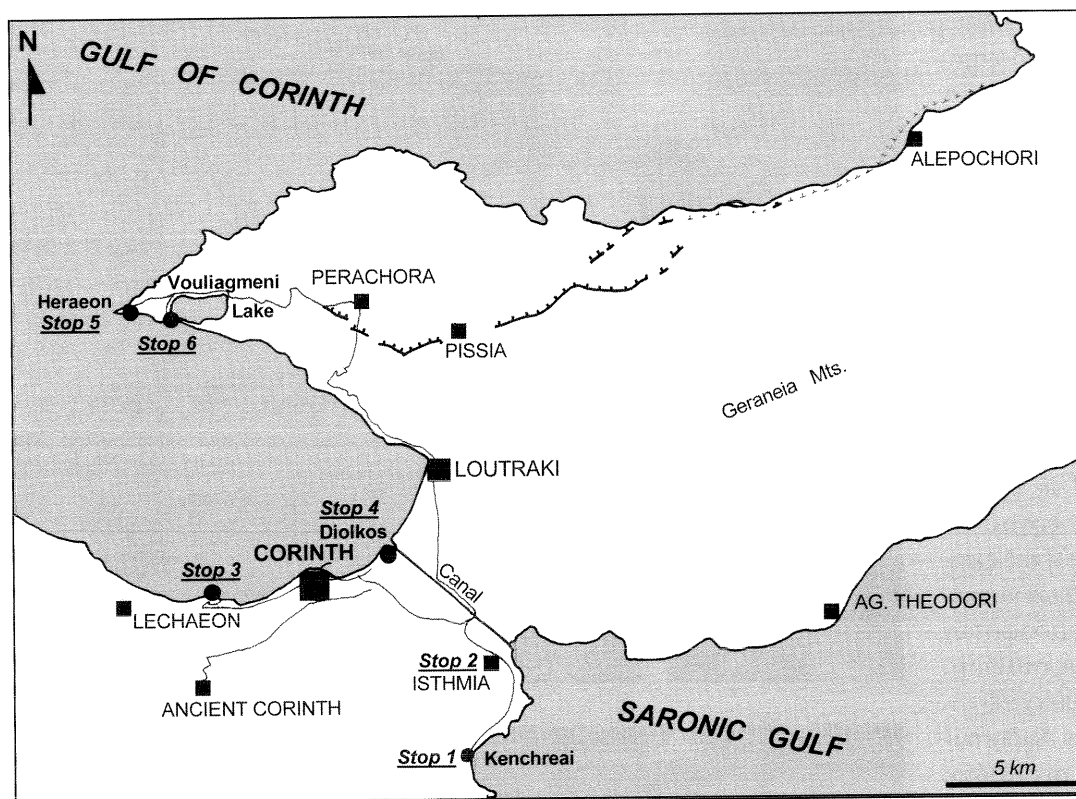 N
GULF OF CORINTH
ALEPOCHORI
Vouliagmeni
Lake
PERACHORA
Heraeon
Stop 5
Stop 6
PISSIA
Geraneia Mts.
LOUTRAKI
Stop 4
Diolkos
CORINTH
Canal
Stop 3
LECHAEON
AG. THEODORI
Stop 2
ISTHMIA
ANCIENT CORINTH
SARONIC GULF
Stop 1
Kenchreai
5 km